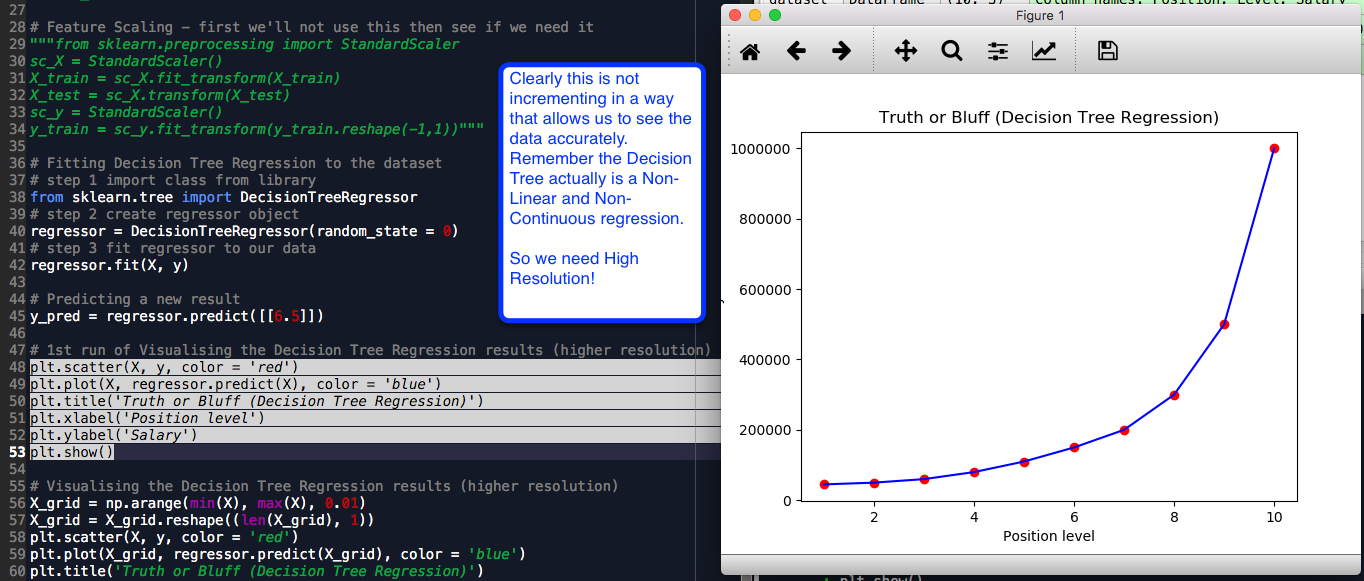 27
28 # Feature Scaling - first we'll not use this then see if we need it
29 """from sklearn.preprocessing import StandardScaler
30 sc_X = StandardScaler()
31 X_train = sc_X.fit_transform(X_train)
32 X_test = sc_X.transform(X_test)
33 sc_y = StandardScaler()
34 y_train = sc_y.fit_transform(y_train.reshape(-1,1))"""
35
36 # Fitting Decision Tree Regression to the dataset
37 # step 1 import class from library
38 from sklearn.tree import DecisionTreeRegressor
39 # step 2 create regressor object
40 regressor = DecisionTreeRegressor(random_state = 0)
41 # step 3 fit regressor to our data
42 regressor.fit(X, y)
43
44 # Predicting a new result
45 y_pred = regressor.predict([[6.5]])
46
47 # 1st run of Visualising the Decision Tree Regression results (higher resolution)
48 plt.scatter(X, y, color = 'red')
49 plt.plot(X, regressor.predict(X), color = 'blue')
50 plt.title('Truth or Bluff (Decision Tree Regression)')
51 plt.xlabel('Position level')
52 plt.ylabel('Salary')
53 plt.show()
54
55 # Visualising the Decision Tree Regression results (higher resolution)
56 X_grid = np.arange(min(X), max(X), 0.01)
57 X_grid = X_grid.reshape((len(X_grid), 1))
58 plt.scatter(X, y, color = 'red')
59 plt.plot(X_grid, regressor.predict(X_grid), color = 'blue')
60 plt.title('Truth or Bluff (Decision Tree Regression)')
Clearly this is not
incrementing in a way
that allows us to see the
data accurately.
Remember the Decision
Tree actually is a Non-
Linear and Non-
Continuous regression.
So we need High
Resolution!
Figure 1
Truth or Bluff (Decision Tree Regression)
1000000
800000
600000
400000
200000
0
2 4 6 8 10
Position level
plt.show()